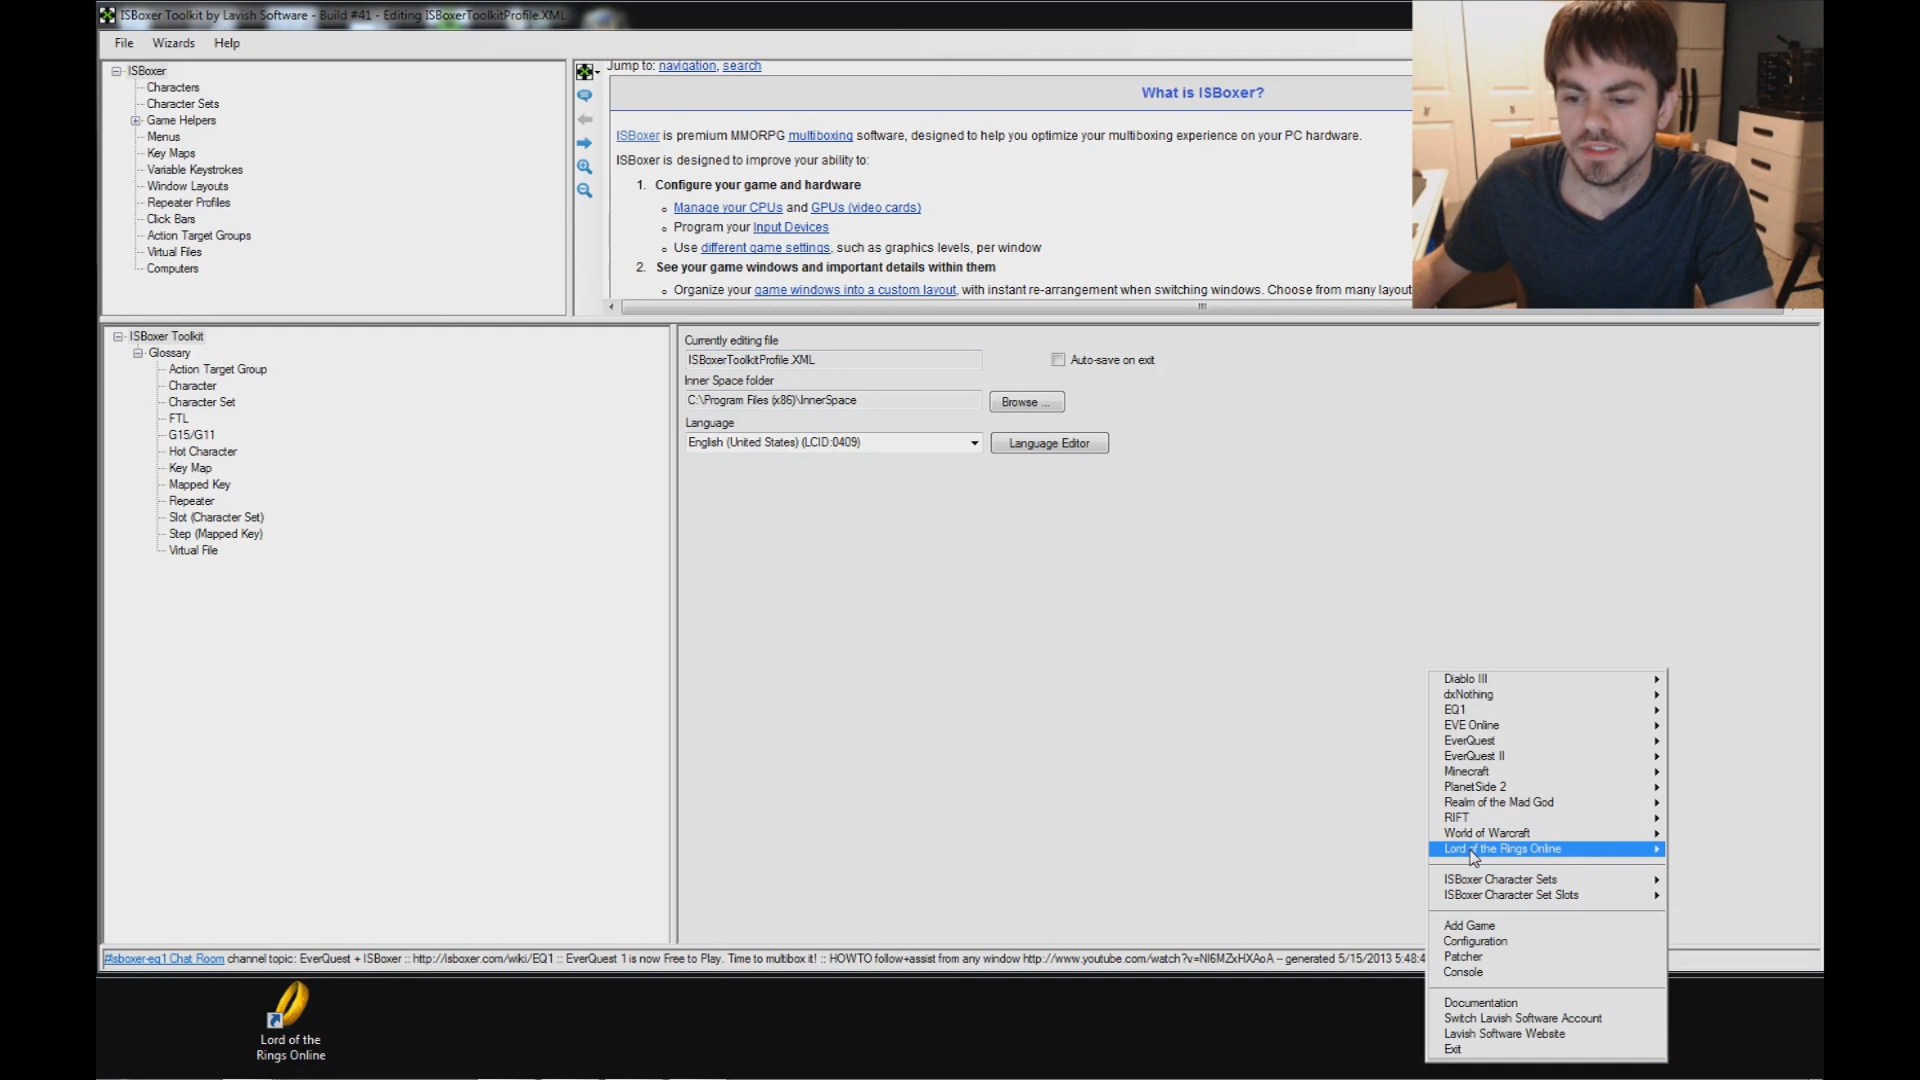 ISBoxer Toolkit by Lavish Software - Build #41 - Editing ISBoxerToolkitProfile.XML
File Wizards Help
ISBoxer
Characters
Character Sets
Game Helpers
Menus
Key Maps
Variable Keystrokes
Window Layouts
Repeater Profiles
Click Bars
Action Target Groups
Virtual Files
Computers
Jump to: navigation, search
What is ISBoxer?
ISBoxer is premium MMORPG multiboxing software, designed to help you optimize your multiboxing experience on your PC hardware.
ISBoxer is designed to improve your ability to:
1. Configure your game and hardware
Manage your CPUs and GPUs (video cards)
Program your Input Devices
Use different game settings, such as graphics levels, per window
2. See your game windows and important details within them
Organize your game windows into a custom layout, with instant re-arrangement when switching windows. Choose from many layout
ISBoxer Toolkit
Glossary
Action Target Group
Character
Character Set
FTL
G15/G11
Hot Character
Key Map
Mapped Key
Repeater
Slot (Character Set)
Step (Mapped Key)
Virtual File
Currently editing file
ISBoxerToolkitProfile.XML
Auto-save on exit
Inner Space folder
C:\Program Files (x86)\InnerSpace
Browse ...
Language
English (United States) (LCID:0409)
Language Editor
Diablo III
dxNothing
EQ1
EVE Online
EverQuest
EverQuest II
Minecraft
PlanetSide 2
Realm of the Mad God
RIFT
World of Warcraft
Lord of the Rings Online
ISBoxer Character Sets
ISBoxer Character Set Slots
Add Game
Configuration
Patcher
Console
Documentation
Switch Lavish Software Account
Lavish Software Website
Exit
#isboxer-eq1 Chat Room channel topic: EverQuest + ISBoxer :: http://isboxer.com/wiki/EQ1 :: EverQuest 1 is now Free to Play. Time to multibox it! :: HOWTO follow+assist from any window http://www.youtube.com/watch?v=NI6MZxHXAoA -- generated 5/15/2013 5:48:4
Lord of the
Rings Online